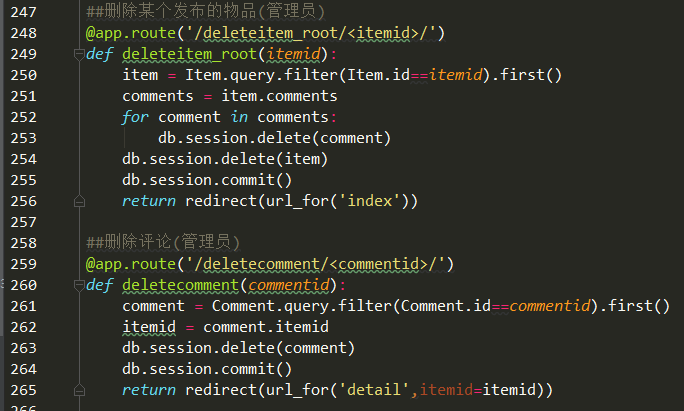 247 ##删除某个发布的物品(管理员)
248 @app.route('/deleteitem_root/<itemid>/')
249 def deleteitem_root(itemid):
250     item = Item.query.filter(Item.id==itemid).first()
251     comments = item.comments
252     for comment in comments:
253         db.session.delete(comment)
254     db.session.delete(item)
255     db.session.commit()
256     return redirect(url_for('index'))
257
258 ##删除评论(管理员)
259 @app.route('/deletecomment/<commentid>/')
260 def deletecomment(commentid):
261     comment = Comment.query.filter(Comment.id==commentid).first()
262     itemid = comment.itemid
263     db.session.delete(comment)
264     db.session.commit()
265     return redirect(url_for('detail',itemid=itemid))